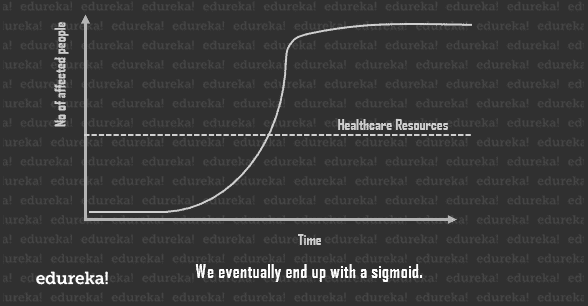 No of affected people
Healthcare Resources
Time
We eventually end up with a sigmoid.
edureka!